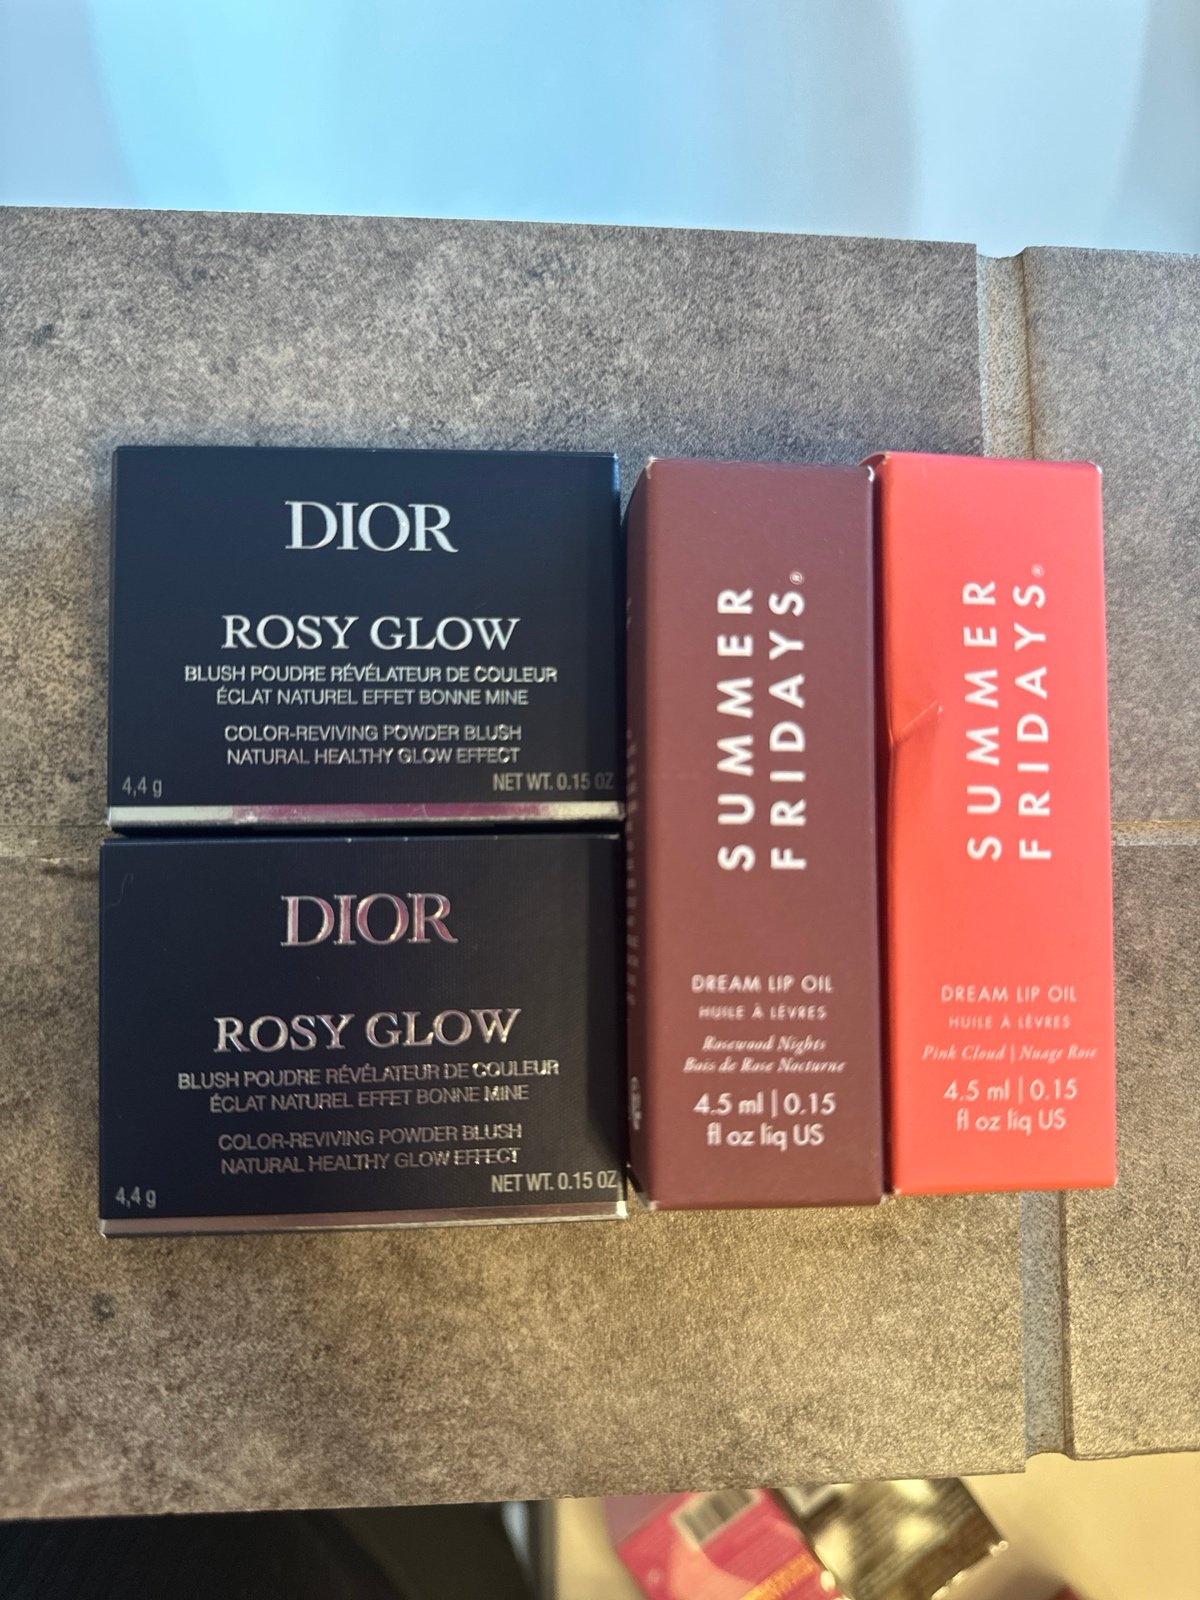 DIOR
ROSY GLOW
BLUSH POUDRE RÉVÉLATEUR DE COULEUR
ÉCLAT NATUREL EFFET BONNE MINE
COLOR-REVIVING POWDER BLUSH
NATURAL HEALTHY GLOW EFFECT
4,4 g
NET WT. 0.15 OZ
DIOR
ROSY GLOW
BLUSH POUDRE RÉVÉLATEUR DE COULEUR
ÉCLAT NATUREL EFFET BONNE MINE
COLOR-REVIVING POWDER BLUSH
NATURAL HEALTHY GLOW EFFECT
4,4 g
NET WT. 0.15 OZ
SUMMER
FRIDAYS®
DREAM LIP OIL
HUILE À LÈVRES
Rosewood Nights
Bois de Rose Nocturne
4.5 ml | 0.15
fl oz liq US
SUMMER
FRIDAYS®
DREAM LIP OIL
HUILE À LÈVRES
Pink Cloud | Nuage Rose
4.5 ml | 0.15
fl oz liq US